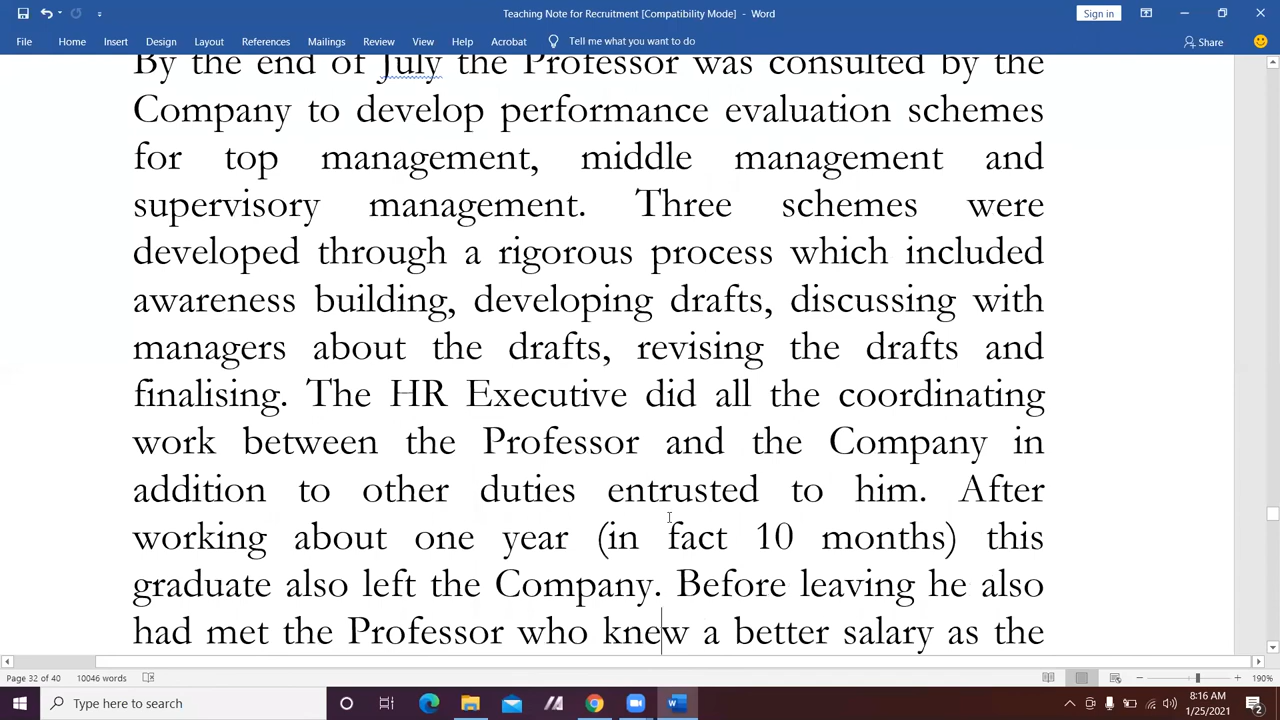 Teaching Note for Recruitment [Compatibility Mode] - Word
Sign in
File Home Insert Design Layout References Mailings Review View Help Acrobat Tell me what you want to do Share
By the end of July the Professor was consulted by the
Company to develop performance evaluation schemes
for top management, middle management and
supervisory management. Three schemes were
developed through a rigorous process which included
awareness building, developing drafts, discussing with
managers about the drafts, revising the drafts and
finalising. The HR Executive did all the coordinating
work between the Professor and the Company in
addition to other duties entrusted to him. After
working about one year (in fact 10 months) this
graduate also left the Company. Before leaving he also
had met the Professor who knew a better salary as the
Page 32 of 40 10046 words 190%
Type here to search
8:16 AM
1/25/2021
2